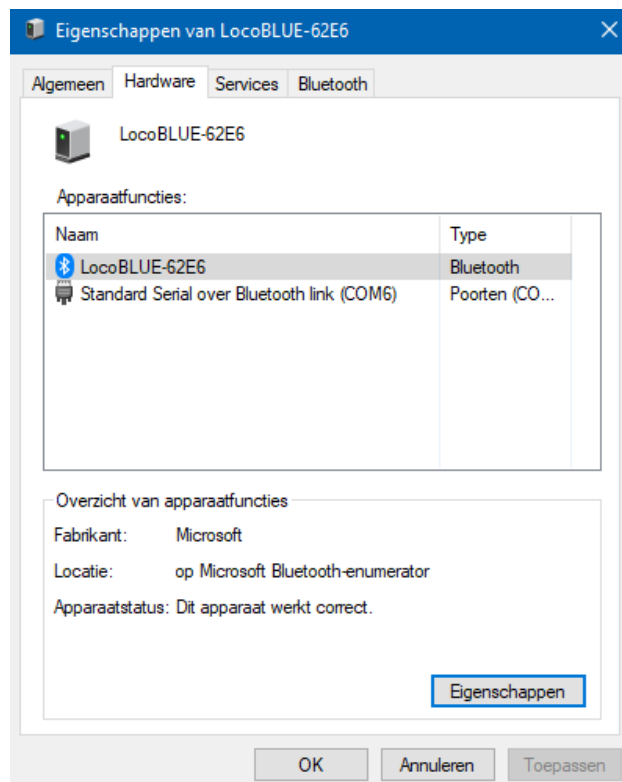 Eigenschappen van LocoBLUE-62E6
Algemeen Hardware Services Bluetooth
LocoBLUE-62E6
Apparaatfuncties:
Naam Type
LocoBLUE-62E6 Bluetooth
Standard Serial over Bluetooth link (COM6) Poorten (CO...
Overzicht van apparaatfuncties
Fabrikant: Microsoft
Locatie: op Microsoft Bluetooth-enumerator
Apparaatstatus: Dit apparaat werkt correct.
Eigenschappen
OK Annuleren Toepassen